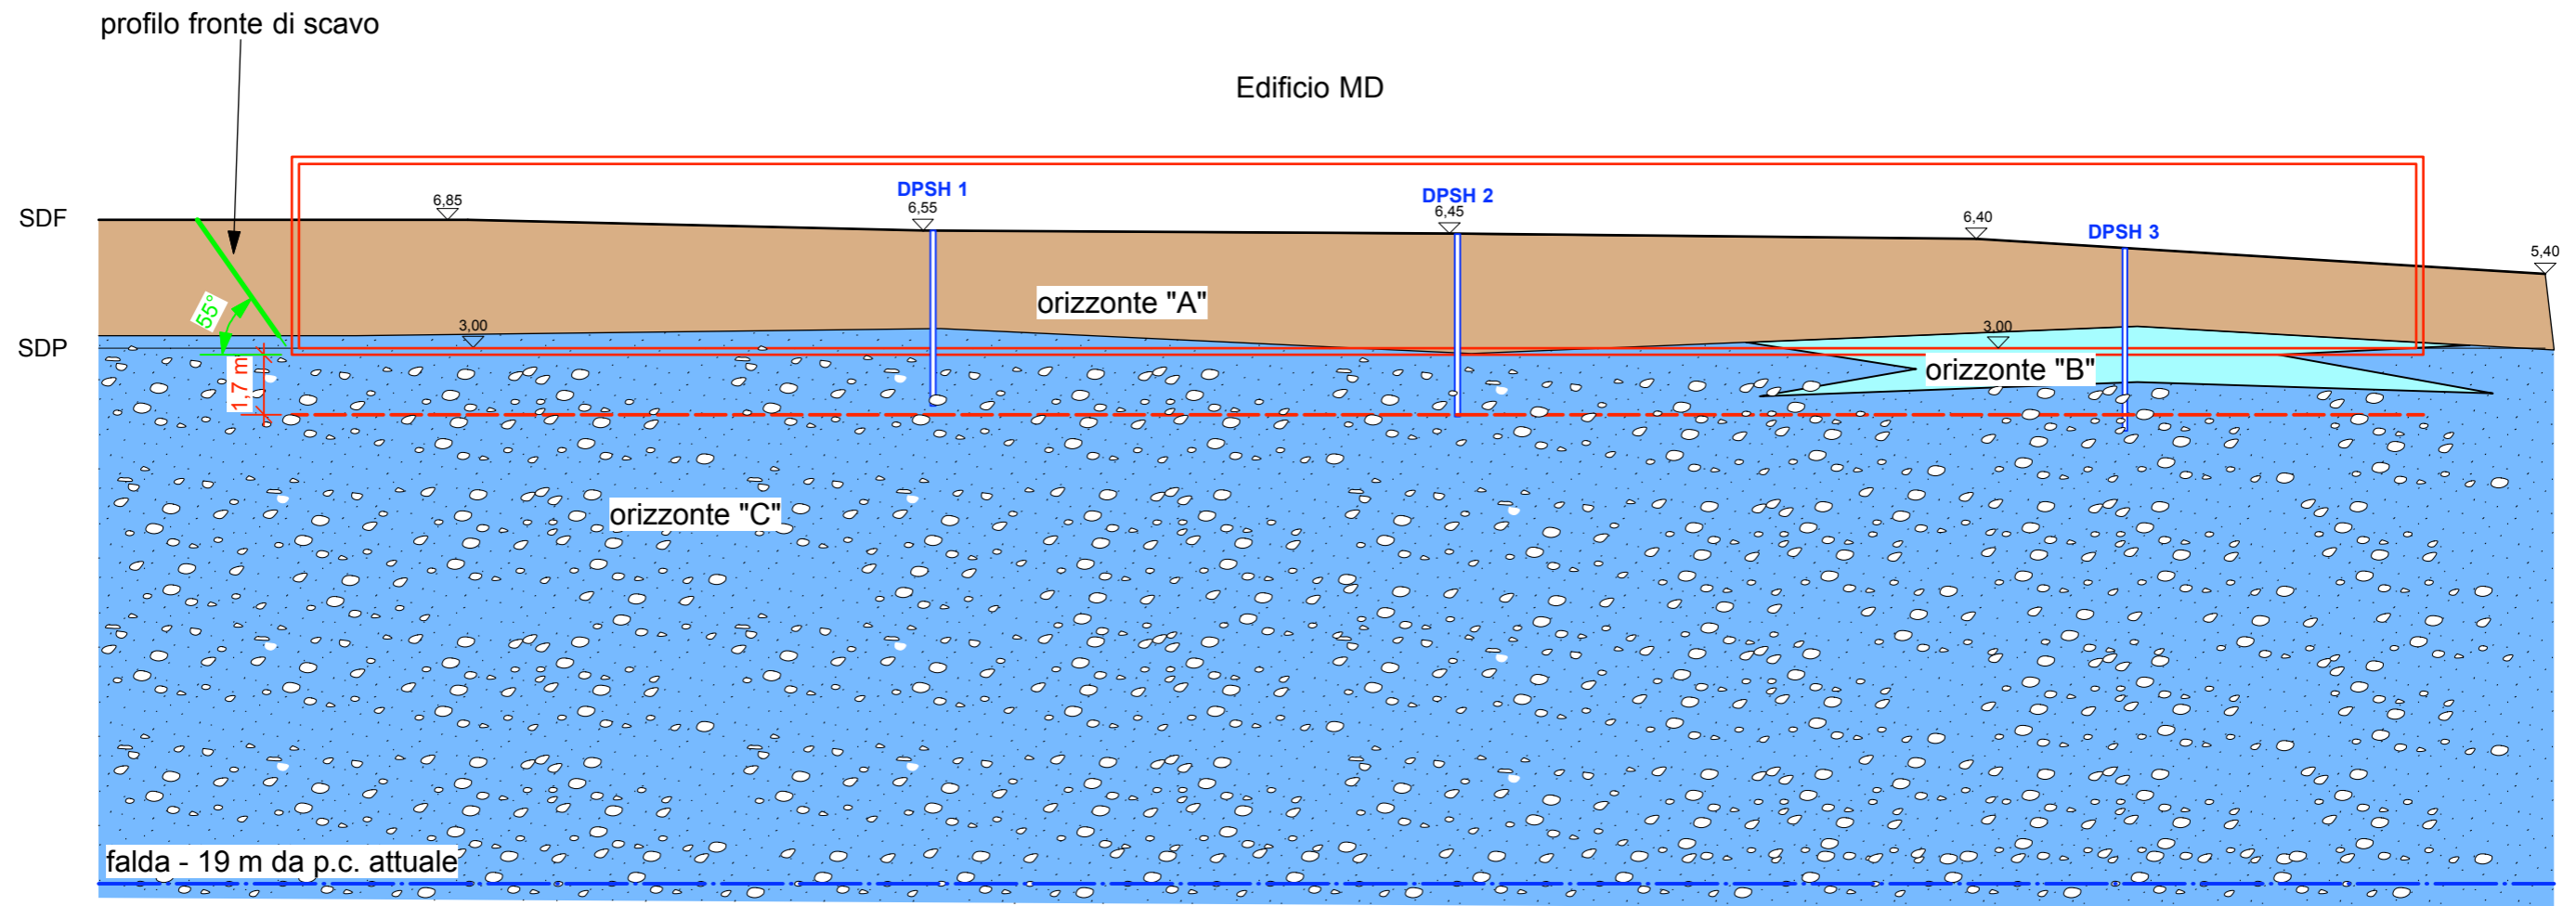 profilo fronte di scavo
Edificio MD
SDF
6,85
DPSH 1
6,55
DPSH 2
6,45
6,40
DPSH 3
5,40
55°
orizzonte "A"
SDP
3,00
3,00
1,7 m
orizzonte "B"
orizzonte "C"
falda - 19 m da p.c. attuale